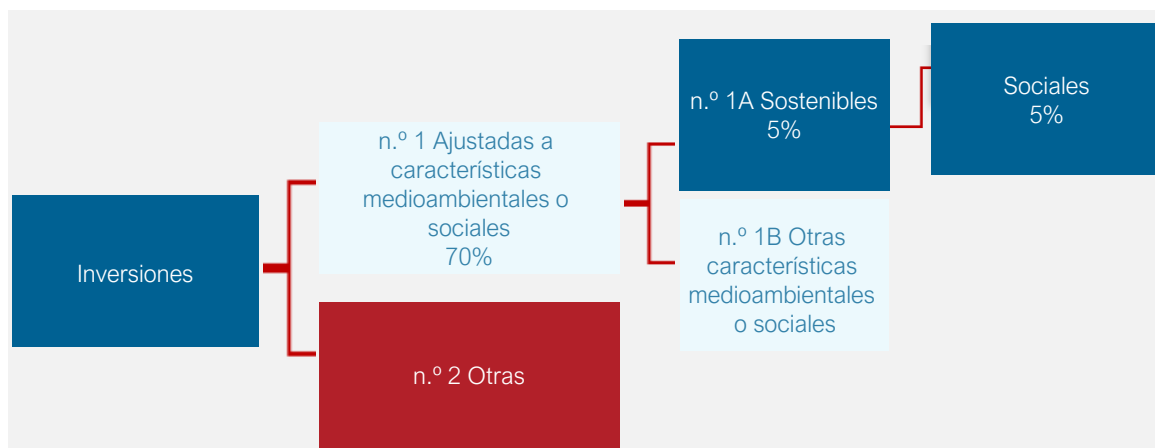 Inversiones
n.º 1 Ajustadas a
características
medioambientales o
sociales
70%
n.º 2 Otras
n.º 1A Sostenibles
5%
n.º 1B Otras
características
medioambientales
o sociales
Sociales
5%